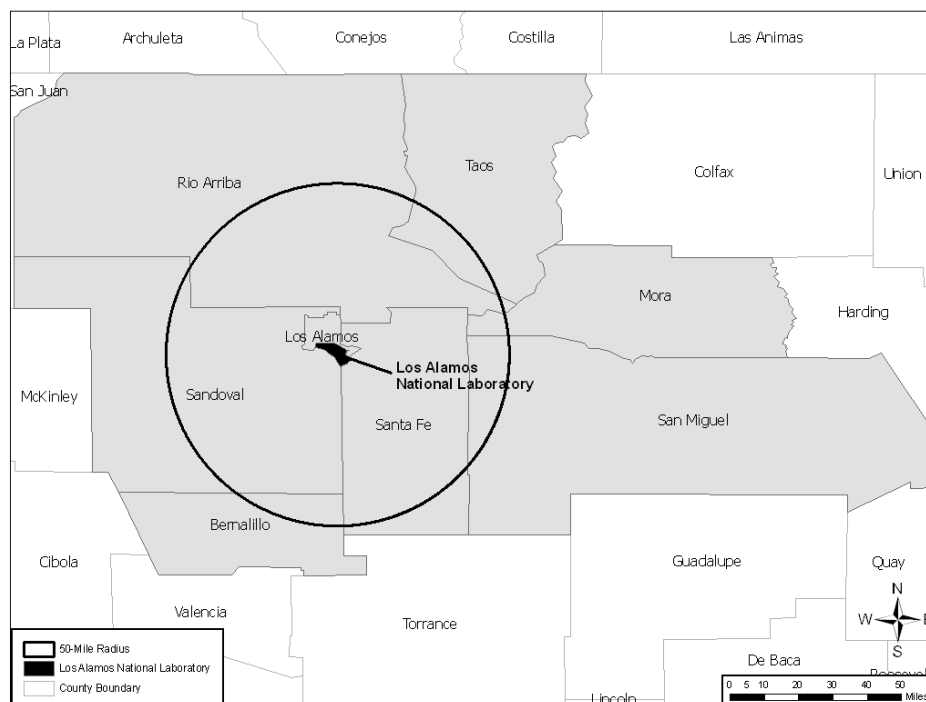 La Plata
Archuleta
Conejos
Costilla
Las Animas
San Juan
Rio Arriba
Taos
Colfax
Union
Mora
Harding
Los Alamos
Los Alamos
National Laboratory
McKinley
Sandoval
Santa Fe
San Miguel
Bernalillo
Cibola
Guadalupe
Quay
N
W
E
S
Valencia
Torrance
De Baca
50-Mile Radius
Los Alamos National Laboratory
County Boundary
0 5 10 20 30 40 50
Miles